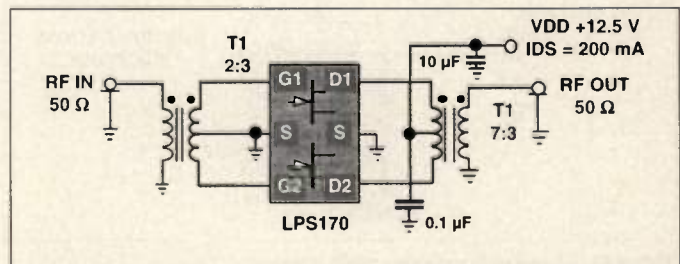 VDD +12.5 V
IDS = 200 mA
10 µF
T1
2:3
G1 D1
RF IN
50 Ω
S S
RF OUT
50 Ω
T1
7:3
G2 D2
LPS170
0.1 µF